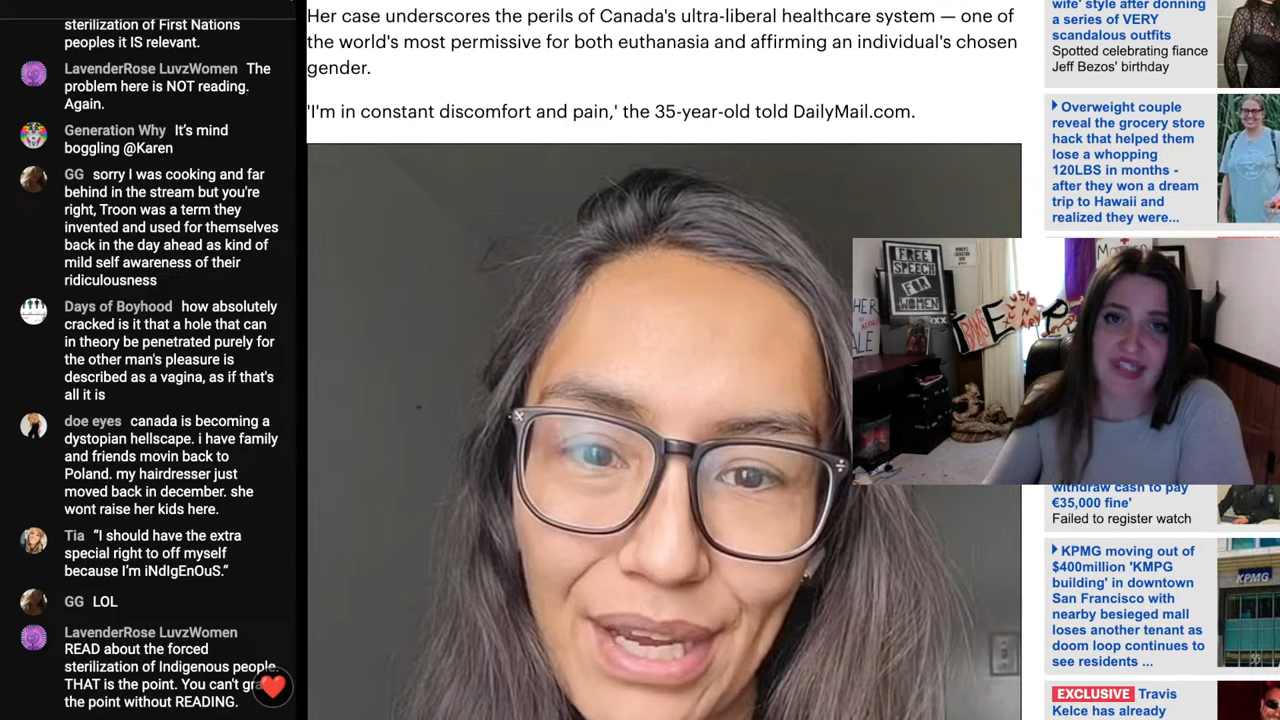 sterilization of First Nations
peoples it IS relevant.
LavenderRose LuvzWomen The
problem here is NOT reading.
Again.
Generation Why It’s mind
boggling @Karen
GG sorry I was cooking and far
behind in the stream but you're
right, Troon was a term they
invented and used for themselves
back in the day ahead as kind of
mild self awareness of their
ridiculousness
Days of Boyhood how absolutely
cracked is it that a hole that can
in theory be penetrated purely for
the other man's pleasure is
described as a vagina, as if that's
all it is
doe eyes canada is becoming a
dystopian hellscape. i have family
and friends movin back to
Poland. my hairdresser just
moved back in december. she
wont raise her kids here.
Tia “I should have the extra
special right to off myself
because I’m iNdIgEnOuS.”
GG LOL
LavenderRose LuvzWomen
READ about the forced
sterilization of Indigenous people.
THAT is the point. You can't
the point without READING.
Her case underscores the perils of Canada's ultra-liberal healthcare system — one of
the world's most permissive for both euthanasia and affirming an individual's chosen
gender.
'I'm in constant discomfort and pain,' the 35-year-old told DailyMail.com.
FREE
SPEECH
FOR
WOMEN
wife' style after donning
a series of VERY
scandalous outfits
Spotted celebrating fiance
Jeff Bezos' birthday
Overweight couple
reveal the grocery store
hack that helped them
lose a whopping
120LBS in months -
after they won a dream
trip to Hawaii and
realized they were...
withdraw cash to pay
€35,000 fine'
Failed to register watch
KPMG moving out of
$400million 'KMPG
building' in downtown
San Francisco with
nearby besieged mall
loses another tenant as
doom loop continues to
see residents ...
KPMG
EXCLUSIVE Travis
Kelce has already